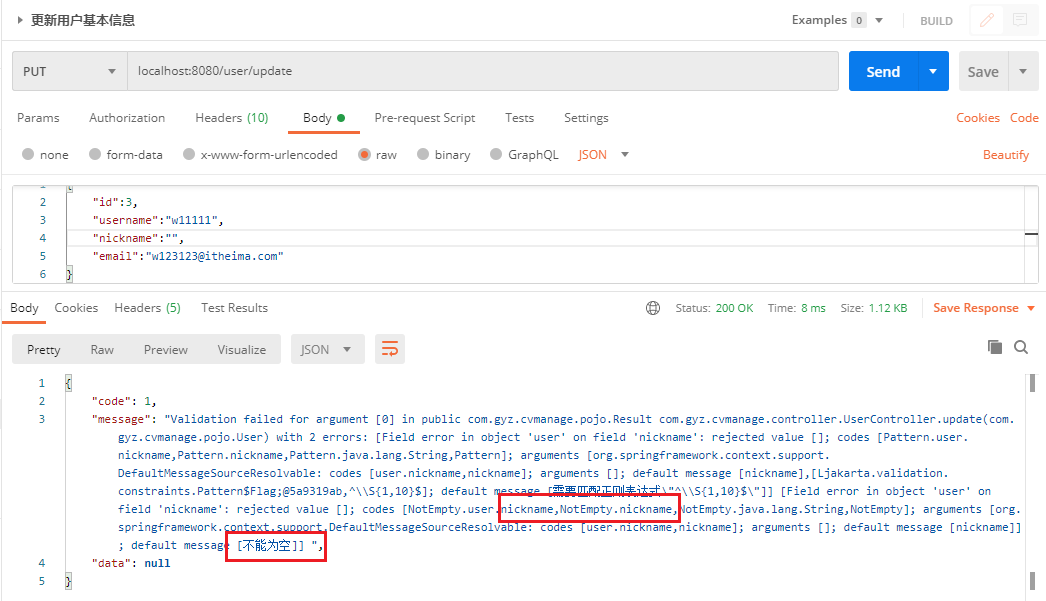 更新用户基本信息 Examples 0 BUILD
PUT localhost:8080/user/update Send Save
Params Authorization Headers (10) Body Pre-request Script Tests Settings Cookies Code
none form-data x-www-form-urlencoded raw binary GraphQL JSON Beautify
2 "id":3,
3 "username":"w11111",
4 "nickname":"",
5 "email":"w123123@itheima.com"
6 }
Body Cookies Headers (5) Test Results Status: 200 OK Time: 8 ms Size: 1.12 KB Save Response
Pretty Raw Preview Visualize JSON
1 {
2 "code": 1,
3 "message": "Validation failed for argument [0] in public com.gyz.cvmanage.pojo.Result com.gyz.cvmanage.controller.UserController.update(com.
gyz.cvmanage.pojo.User) with 2 errors: [Field error in object 'user' on field 'nickname': rejected value []; codes [Pattern.user.
nickname,Pattern.nickname,Pattern.java.lang.String,Pattern]; arguments [org.springframework.context.support.
DefaultMessageSourceResolvable: codes [user.nickname,nickname]; arguments []; default message [nickname],[Ljakarta.validation.
constraints.Pattern$Flag;@5a9319ab,^\\S{1,10}$]; default message [需要匹配正则表达式\"^\\S{1,10}$\"]] [Field error in object 'user' on
field 'nickname': rejected value []; codes [NotEmpty.user.nickname,NotEmpty.nickname,NotEmpty.java.lang.String,NotEmpty]; arguments [org.
springframework.context.support.DefaultMessageSourceResolvable: codes [user.nickname,nickname]; arguments []; default message [nickname]]
; default message [不能为空]] ",
4 "data": null
5 }